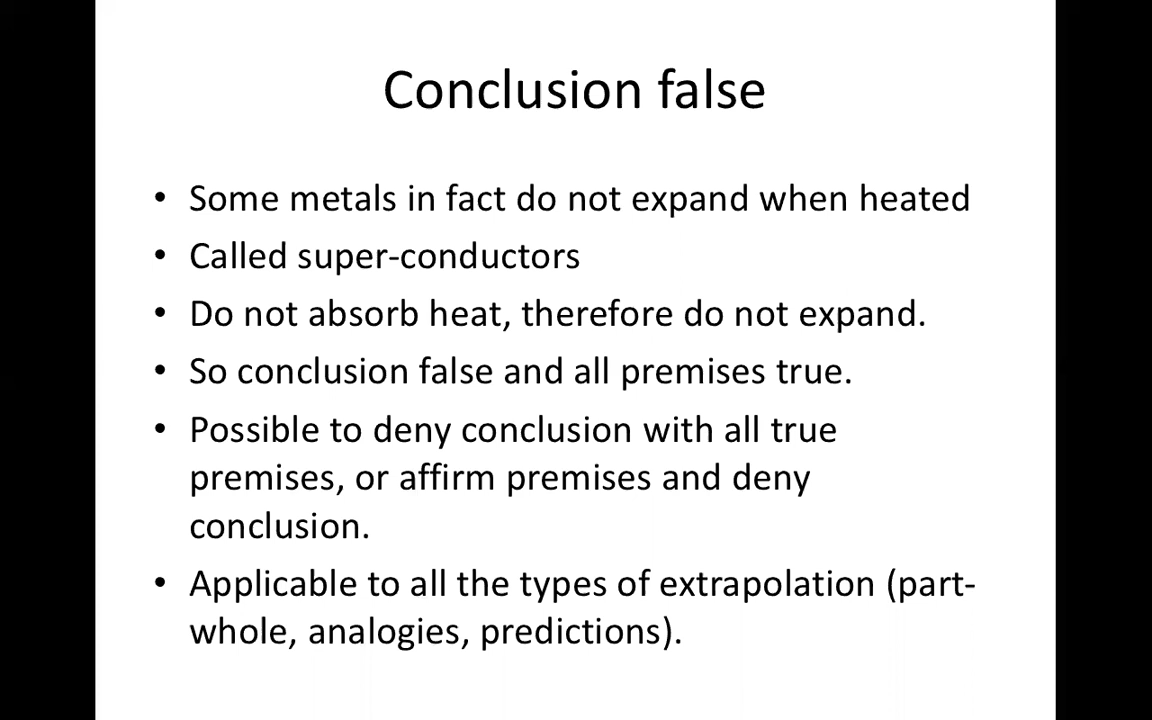 Conclusion false
• Some metals in fact do not expand when heated
• Called super-conductors
• Do not absorb heat, therefore do not expand.
• So conclusion false and all premises true.
• Possible to deny conclusion with all true
premises, or affirm premises and deny
conclusion.
• Applicable to all the types of extrapolation (part-
whole, analogies, predictions).